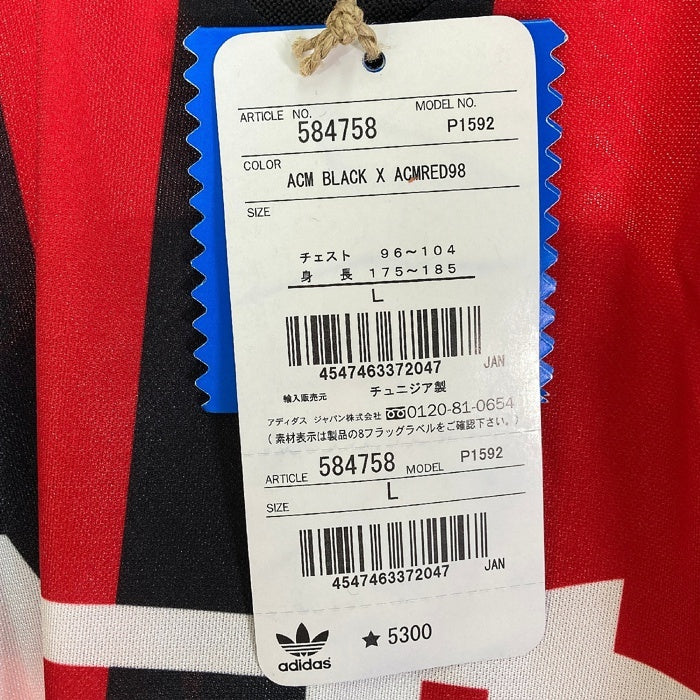 ARTICLE NO. 584758 MODEL NO. P1592
COLOR ACM BLACK X ACMRED98
SIZE
チェスト 96～104
身 長 175～185
L
4547463372047 JAN
輸入販売元 チュニジア製
アディダス ジャパン株式会社 0120-81-0654
(素材表示は製品の8フラッグラベルをご確認下さい。)
ARTICLE 584758 MODEL P1592
SIZE L
4547463372047 JAN
adidas ★5300